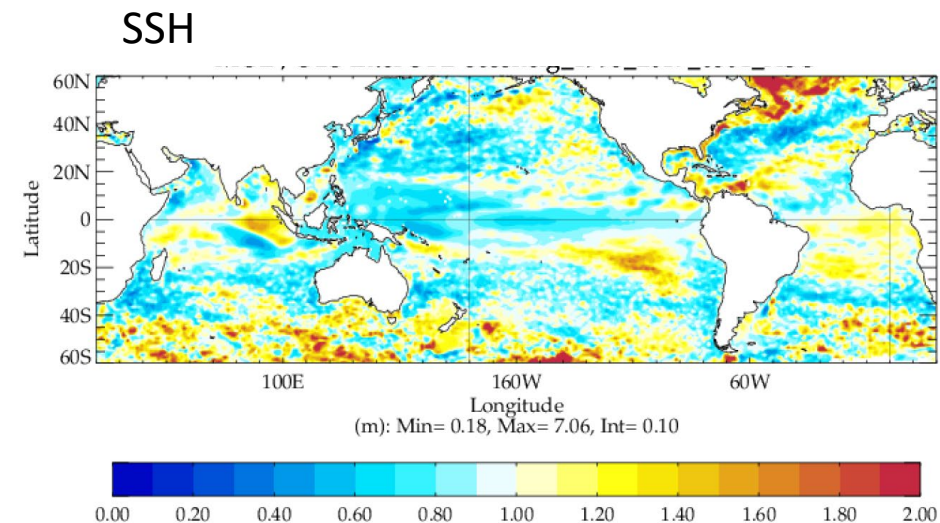 SSH
60N
40N
20N
0
20S
40S
60S
Latitude
100E 160W 60W
Longitude
(m): Min= 0.18, Max= 7.06, Int= 0.10
0.00 0.20 0.40 0.60 0.80 1.00 1.20 1.40 1.60 1.80 2.00